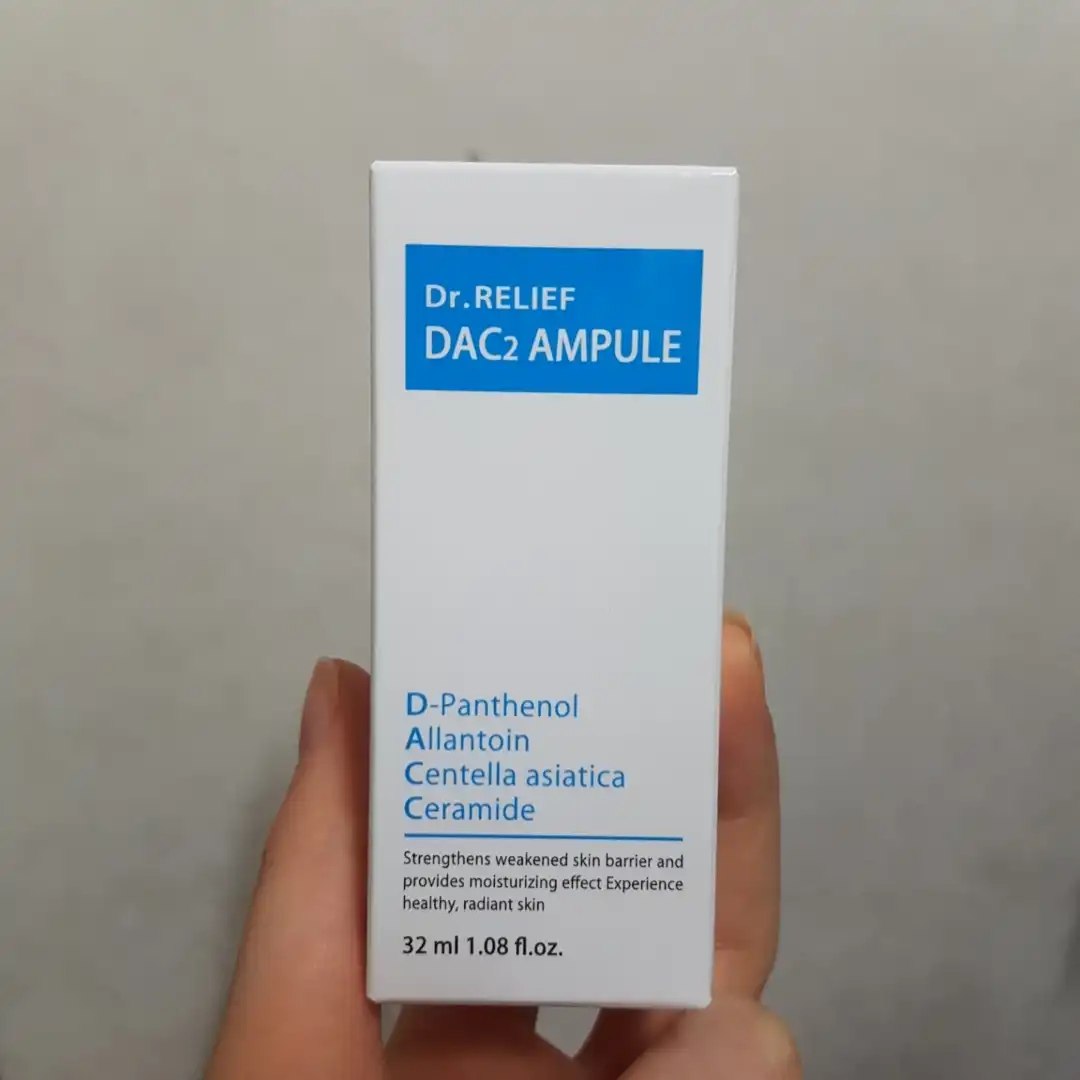 Dr.RELIEF
DAC2 AMPULE
D-Panthenol
Allantoin
Centella asiatica
Ceramide
Strengthens weakened skin barrier and
provides moisturizing effect Experience
healthy, radiant skin
32 ml 1.08 fl.oz.